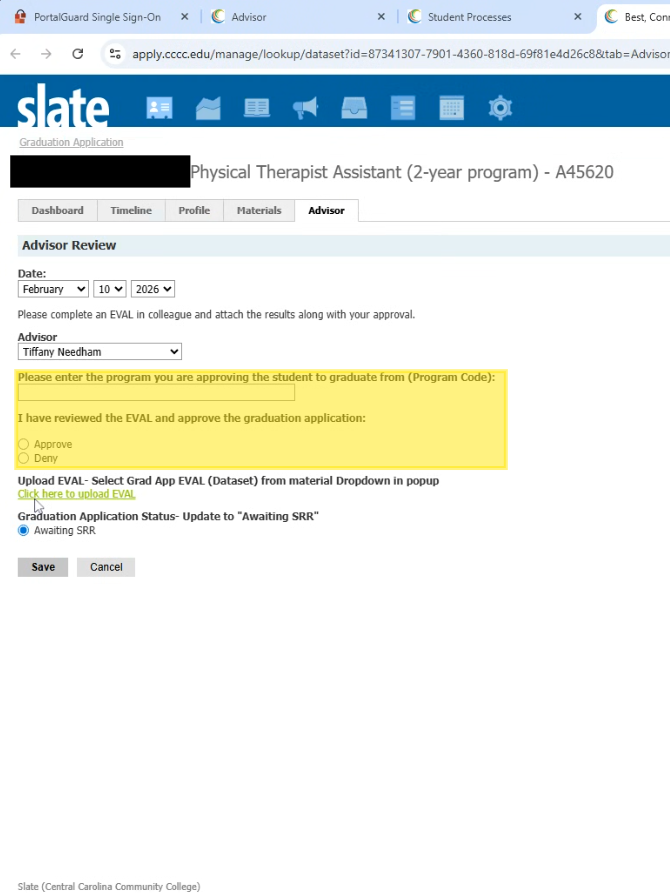 PortalGuard Single Sign-On
Advisor
Student Processes
Best, Con
apply.cccc.edu/manage/lookup/dataset?id=87341307-7901-4360-818d-69f81e4d26c8&tab=Advisor
slate
Graduation Application
Physical Therapist Assistant (2-year program) - A45620
Dashboard Timeline Profile Materials Advisor
Advisor Review
Date:
February 10 2026
Please complete an EVAL in colleague and attach the results along with your approval.
Advisor
Tiffany Needham
Please enter the program you are approving the student to graduate from (Program Code):
I have reviewed the EVAL and approve the graduation application:
Approve
Deny
Upload EVAL- Select Grad App EVAL (Dataset) from material Dropdown in popup
Click here to upload EVAL
Graduation Application Status- Update to "Awaiting SRR"
Awaiting SRR
Save Cancel
Slate (Central Carolina Community College)